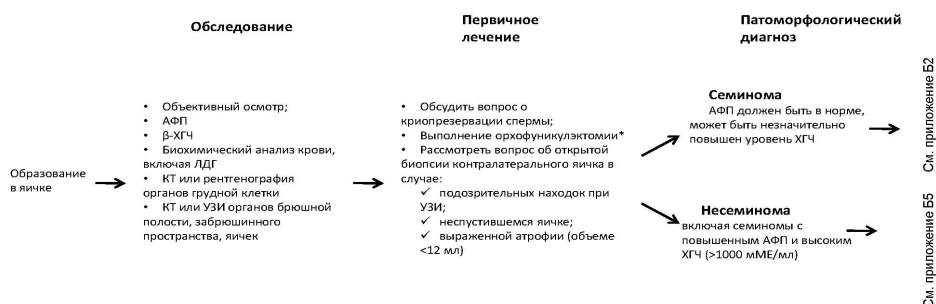 Обследование
Первичное
лечение
Патоморфологический
диагноз
Образование
в яичке
• Объективный осмотр;
• АФП
• β-ХГЧ
• Биохимический анализ крови,
включая ЛДГ
• КТ или рентгенография
органов грудной клетки
• КТ или УЗИ органов брюшной
полости, забрюшинного
пространства, яичек
• Обсудить вопрос о
криопрезервации спермы;
• Выполнение орхофуникулэктомии*
• Рассмотреть вопрос об открытой
биопсии контралатерального яичка в
случае:
✓ подозрительных находок при
УЗИ;
✓ неспустившемся яичке;
✓ выраженной атрофии (объеме
<12 мл)
Семинома
АФП должен быть в норме,
может быть незначительно
повышен уровень ХГЧ
См. приложение Б2
Несеминома
включая семиномы с
повышенным АФП и высоким
ХГЧ (>1000 мМЕ/мл)
См. приложение Б5